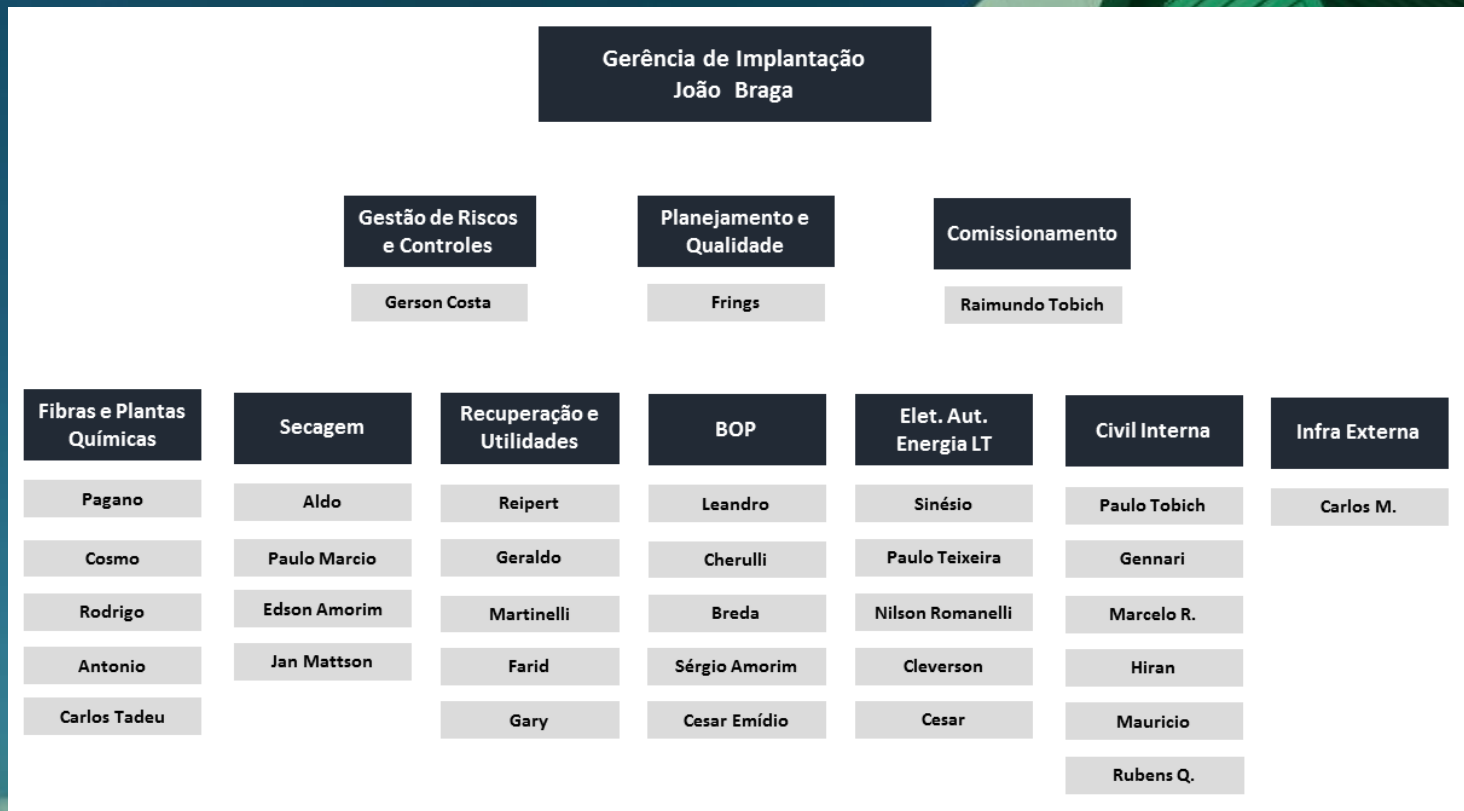 Gerência de Implantação
João Braga
Gestão de Riscos
e Controles
Gerson Costa
Planejamento e
Qualidade
Frings
Comissionamento
Raimundo Tobich
Fibras e Plantas
Químicas
Pagano
Cosmo
Rodrigo
Antonio
Carlos Tadeu
Secagem
Aldo
Paulo Marcio
Edson Amorim
Jan Mattson
Recuperação e
Utilidades
Reipert
Geraldo
Martinelli
Farid
Gary
BOP
Leandro
Cherulli
Breda
Sérgio Amorim
Cesar Emídio
Elet. Aut.
Energia LT
Sinésio
Paulo Teixeira
Nilson Romanelli
Cleverson
Cesar
Civil Interna
Paulo Tobich
Gennari
Marcelo R.
Hiran
Mauricio
Rubens Q.
Infra Externa
Carlos M.